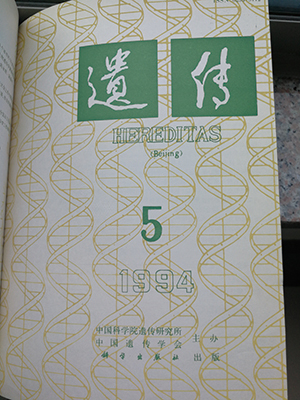 遺传
HEREDITAS
(Beijing)
5
1994
中国科学院遗传研究所
中国遗传学会
主办
科学出版社
出版